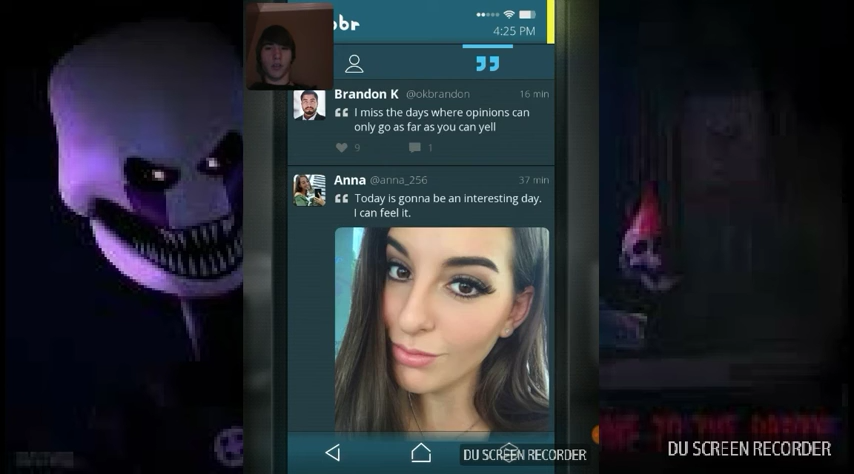 br
4:25 PM
Brandon K @okbrandon 16 min
I miss the days where opinions can
only go as far as you can yell
9 1
Anna @anna_256 37 min
Today is gonna be an interesting day.
I can feel it.
DU SCREEN RECORDER
DU SCREEN RECORDER